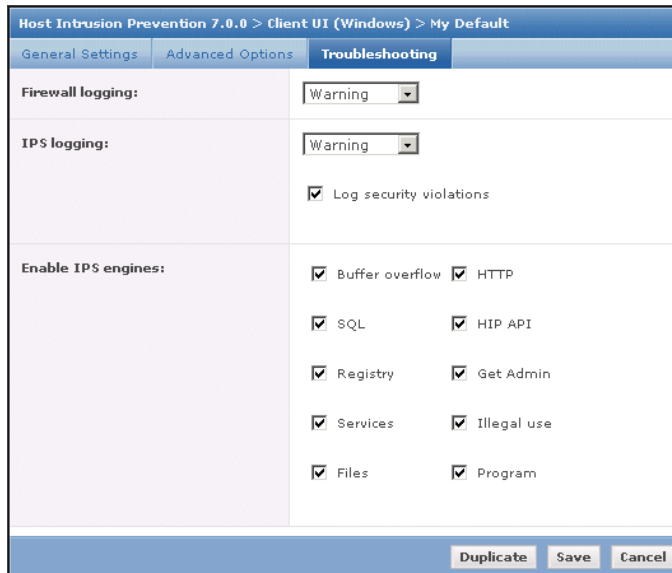 Host Intrusion Prevention 7.0.0 > Client UI (Windows) > My Default
General Settings Advanced Options Troubleshooting
Firewall logging: Warning
IPS logging: Warning
Log security violations
Enable IPS engines: Buffer overflow HTTP
SQL HIP API
Registry Get Admin
Services Illegal use
Files Program
Duplicate Save Cancel